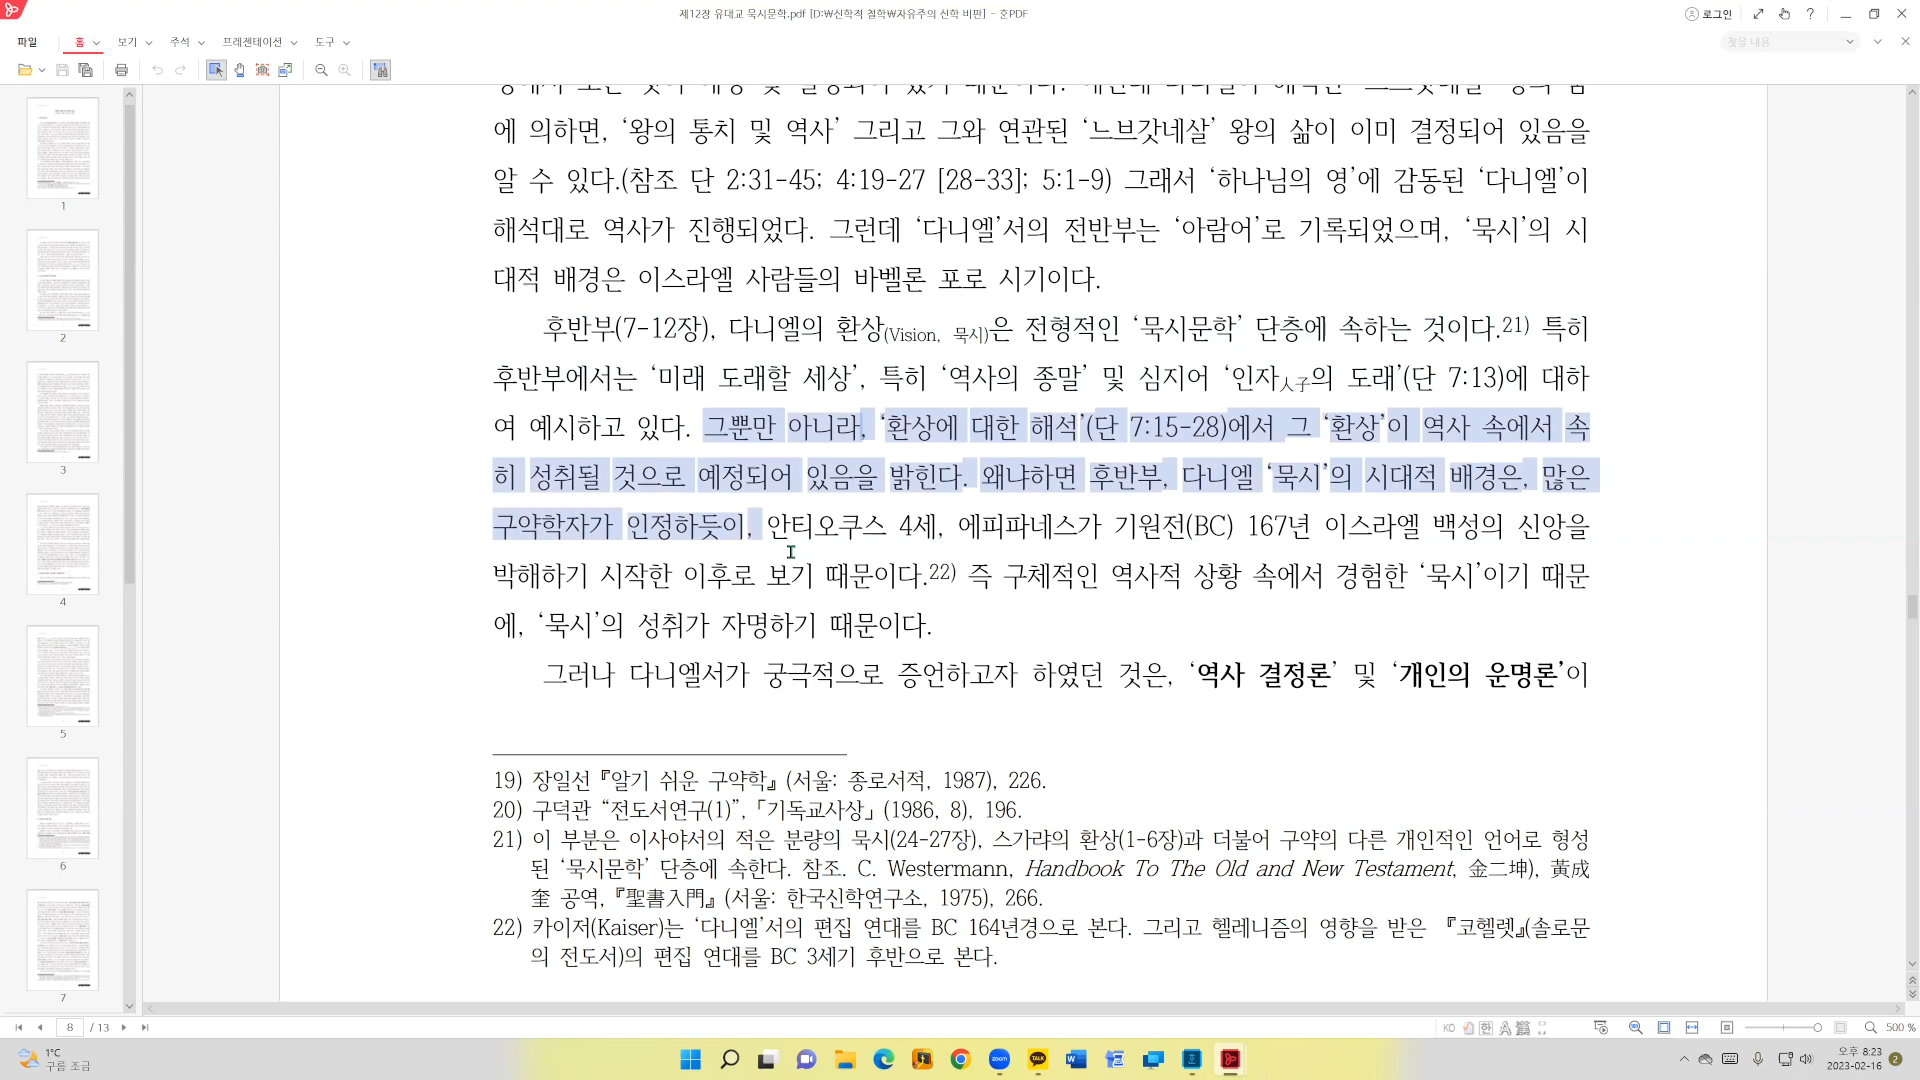 제12장 유대교 묵시문학.pdf [D:₩신학적 철학₩자유주의 신학 비판] - 혼PDF
로그인
파일 홈 보기 주석 프레젠테이션 도구
찾을 내용
에 의하면, ‘왕의 통치 및 역사’ 그리고 그와 연관된 ‘느브갓네살’ 왕의 삶이 이미 결정되어 있음을
알 수 있다.(참조 단 2:31-45; 4:19-27 [28-33]; 5:1-9) 그래서 ‘하나님의 영’에 감동된 ‘다니엘’이
해석대로 역사가 진행되었다. 그런데 ‘다니엘’서의 전반부는 ‘아람어’로 기록되었으며, ‘묵시’의 시
대적 배경은 이스라엘 사람들의 바벨론 포로 시기이다.
후반부(7-12장), 다니엘의 환상(Vision, 묵시)은 전형적인 ‘묵시문학’ 단층에 속하는 것이다.21) 특히
후반부에서는 ‘미래 도래할 세상’, 특히 ‘역사의 종말’ 및 심지어 ‘인자人子의 도래’(단 7:13)에 대하
여 예시하고 있다. 그뿐만 아니라, ‘환상에 대한 해석’(단 7:15-28)에서 그 ‘환상’이 역사 속에서 속
히 성취될 것으로 예정되어 있음을 밝힌다. 왜냐하면 후반부, 다니엘 ‘묵시’의 시대적 배경은, 많은
구약학자가 인정하듯이, 안티오쿠스 4세, 에피파네스가 기원전(BC) 167년 이스라엘 백성의 신앙을
박해하기 시작한 이후로 보기 때문이다.22) 즉 구체적인 역사적 상황 속에서 경험한 ‘묵시’이기 때문
에, ‘묵시’의 성취가 자명하기 때문이다.
그러나 다니엘서가 궁극적으로 증언하고자 하였던 것은, ‘역사 결정론’ 및 ‘개인의 운명론’이
19) 장일선 『알기 쉬운 구약학』 (서울: 종로서적, 1987), 226.
20) 구덕관 “전도서연구(1)”, 「기독교사상」 (1986, 8), 196.
21) 이 부분은 이사야서의 적은 분량의 묵시(24-27장), 스가랴의 환상(1-6장)과 더불어 구약의 다른 개인적인 언어로 형성
된 ‘묵시문학’ 단층에 속한다. 참조. C. Westermann, Handbook To The Old and New Testament, 金二坤), 黃成
奎 공역, 『聖書入門』 (서울: 한국신학연구소, 1975), 266.
22) 카이저(Kaiser)는 ‘다니엘’서의 편집 연대를 BC 164년경으로 본다. 그리고 헬레니즘의 영향을 받은 『코헬렛』(솔로문
의 전도서)의 편집 연대를 BC 3세기 후반으로 본다.
1
2
3
4
5
6
7
8 / 13
500 %
1°C
구름 조금
오후 8:23
2023-02-16
2